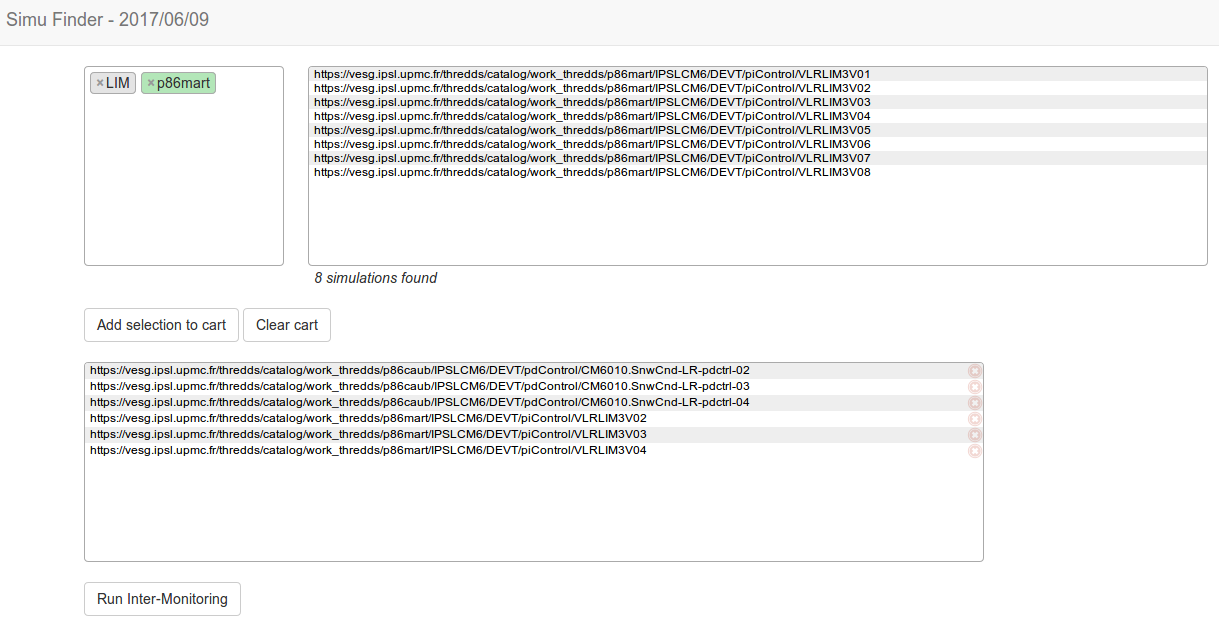 Simu Finder - 2017/06/09
×LIM ×p86mart
https://vesg.ipsl.upmc.fr/thredds/catalog/work_thredds/p86mart/IPSLCM6/DEVT/piControl/VLRLIM3V01
https://vesg.ipsl.upmc.fr/thredds/catalog/work_thredds/p86mart/IPSLCM6/DEVT/piControl/VLRLIM3V02
https://vesg.ipsl.upmc.fr/thredds/catalog/work_thredds/p86mart/IPSLCM6/DEVT/piControl/VLRLIM3V03
https://vesg.ipsl.upmc.fr/thredds/catalog/work_thredds/p86mart/IPSLCM6/DEVT/piControl/VLRLIM3V04
https://vesg.ipsl.upmc.fr/thredds/catalog/work_thredds/p86mart/IPSLCM6/DEVT/piControl/VLRLIM3V05
https://vesg.ipsl.upmc.fr/thredds/catalog/work_thredds/p86mart/IPSLCM6/DEVT/piControl/VLRLIM3V06
https://vesg.ipsl.upmc.fr/thredds/catalog/work_thredds/p86mart/IPSLCM6/DEVT/piControl/VLRLIM3V07
https://vesg.ipsl.upmc.fr/thredds/catalog/work_thredds/p86mart/IPSLCM6/DEVT/piControl/VLRLIM3V08
8 simulations found
Add selection to cart Clear cart
https://vesg.ipsl.upmc.fr/thredds/catalog/work_thredds/p86caub/IPSLCM6/DEVT/pdControl/CM6010.SnwCnd-LR-pdctrl-02
https://vesg.ipsl.upmc.fr/thredds/catalog/work_thredds/p86caub/IPSLCM6/DEVT/pdControl/CM6010.SnwCnd-LR-pdctrl-03
https://vesg.ipsl.upmc.fr/thredds/catalog/work_thredds/p86caub/IPSLCM6/DEVT/pdControl/CM6010.SnwCnd-LR-pdctrl-04
https://vesg.ipsl.upmc.fr/thredds/catalog/work_thredds/p86mart/IPSLCM6/DEVT/piControl/VLRLIM3V02
https://vesg.ipsl.upmc.fr/thredds/catalog/work_thredds/p86mart/IPSLCM6/DEVT/piControl/VLRLIM3V03
https://vesg.ipsl.upmc.fr/thredds/catalog/work_thredds/p86mart/IPSLCM6/DEVT/piControl/VLRLIM3V04
Run Inter-Monitoring